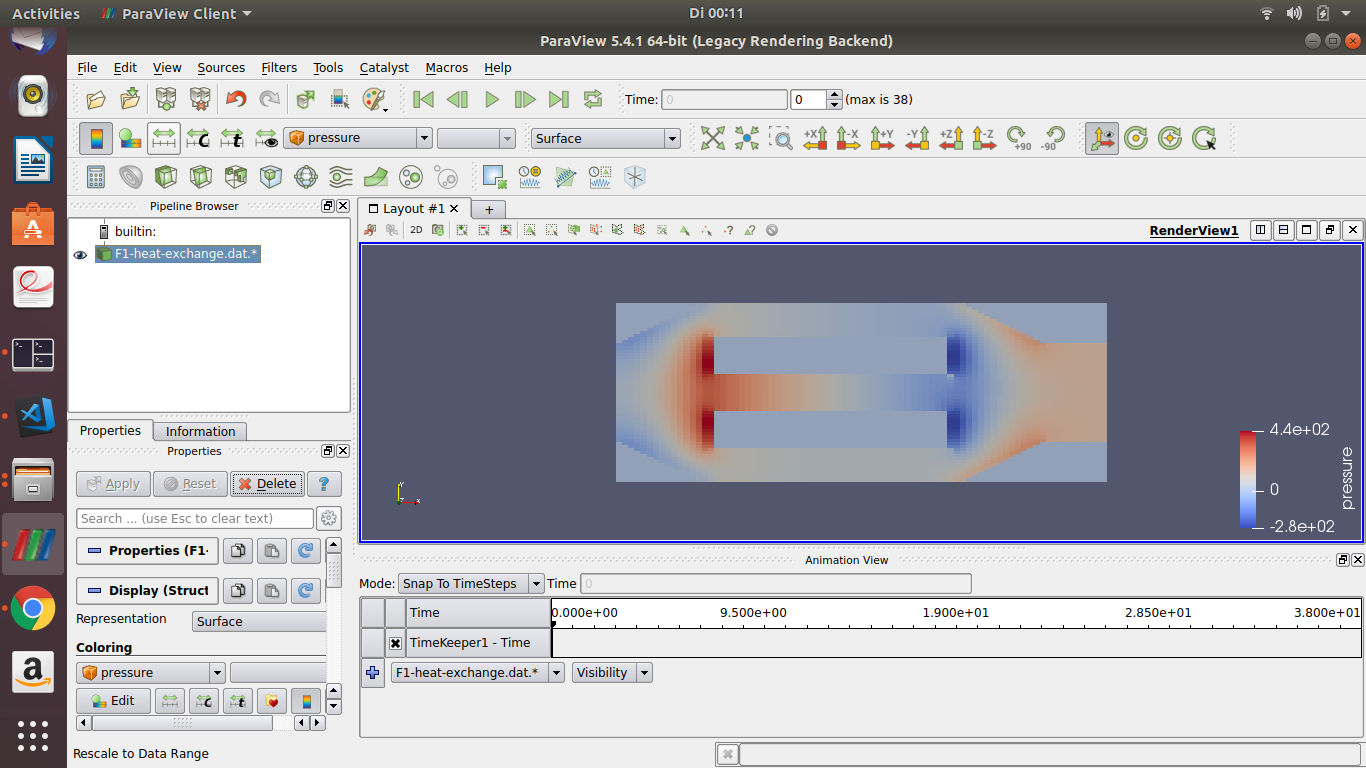 Activities ParaView Client Di 00:11
ParaView 5.4.1 64-bit (Legacy Rendering Backend)
File Edit View Sources Filters Tools Catalyst Macros Help
Time: 0 0 (max is 38)
pressure Surface +X -X +Y -Y +Z -Z +90 -90
Pipeline Browser
builtin:
F1-heat-exchange.dat.*
Layout #1 +
2D RenderView1
Properties Information
Properties
Apply Reset Delete ?
Search ... (use Esc to clear text)
Properties (F1-
Display (Struct
Representation Surface
Coloring
pressure
Edit
4.4e+02
0
-2.8e+02
pressure
Y
Z X
Animation View
Mode: Snap To TimeSteps Time 0
Time 0.000e+00 9.500e+00 1.900e+01 2.850e+01 3.800e+01
TimeKeeper1 - Time
F1-heat-exchange.dat.* Visibility
Rescale to Data Range